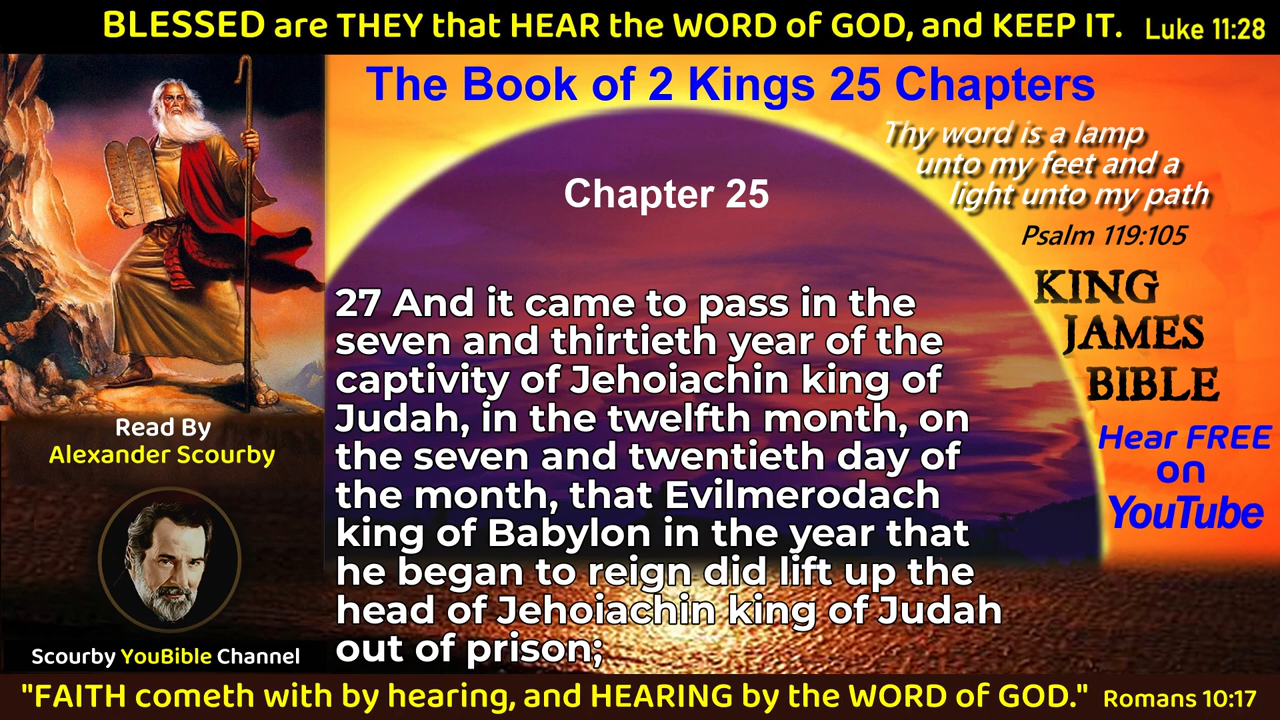 BLESSED are THEY that HEAR the WORD of GOD, and KEEP IT. Luke 11:28
The Book of 2 Kings 25 Chapters
Thy word is a lamp
unto my feet and a
light unto my path
Psalm 119:105
Chapter 25
KING
JAMES
BIBLE
Hear FREE
on
YouTube
27 And it came to pass in the
seven and thirtieth year of the
captivity of Jehoiachin king of
Judah, in the twelfth month, on
the seven and twentieth day of
the month, that Evilmerodach
king of Babylon in the year that
he began to reign did lift up the
head of Jehoiachin king of Judah
out of prison;
Read By
Alexander Scourby
Scourby YouBible Channel
"FAITH cometh with by hearing, and HEARING by the WORD of GOD." Romans 10:17